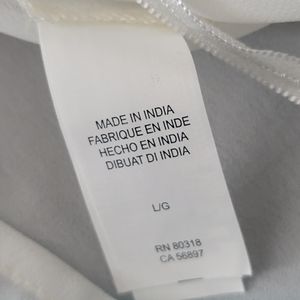 MADE IN INDIA
FABRIQUE EN INDE
HECHO EN INDIA
DIBUAT DI INDIA
L/G
RN 80318
CA 56897